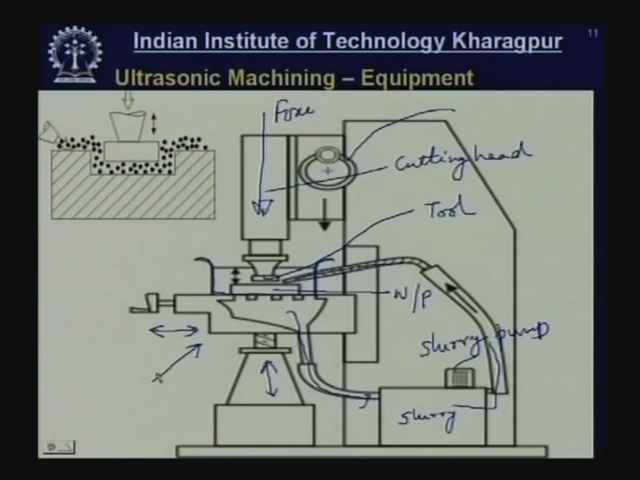 Indian Institute of Technology Kharagpur
11
Ultrasonic Machining – Equipment
Force
Cutting head
Tool
W/P
slurry pump
slurry